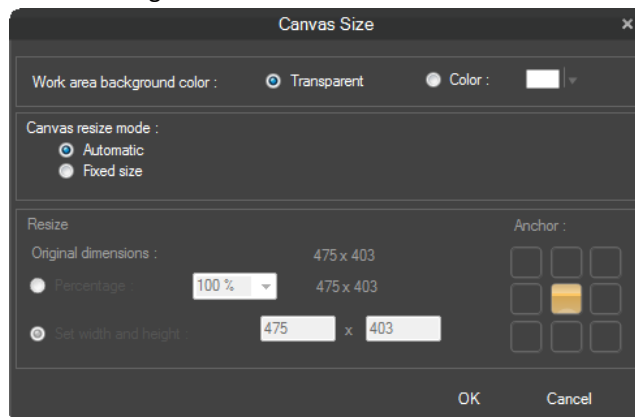 Canvas Size
Work area background color : Transparent Color :
Canvas resize mode :
Automatic
Fixed size
Resize Anchor :
Original dimensions : 475 x 403
Percentage : 100 % 475 x 403
Set width and height : 475 x 403
OK Cancel